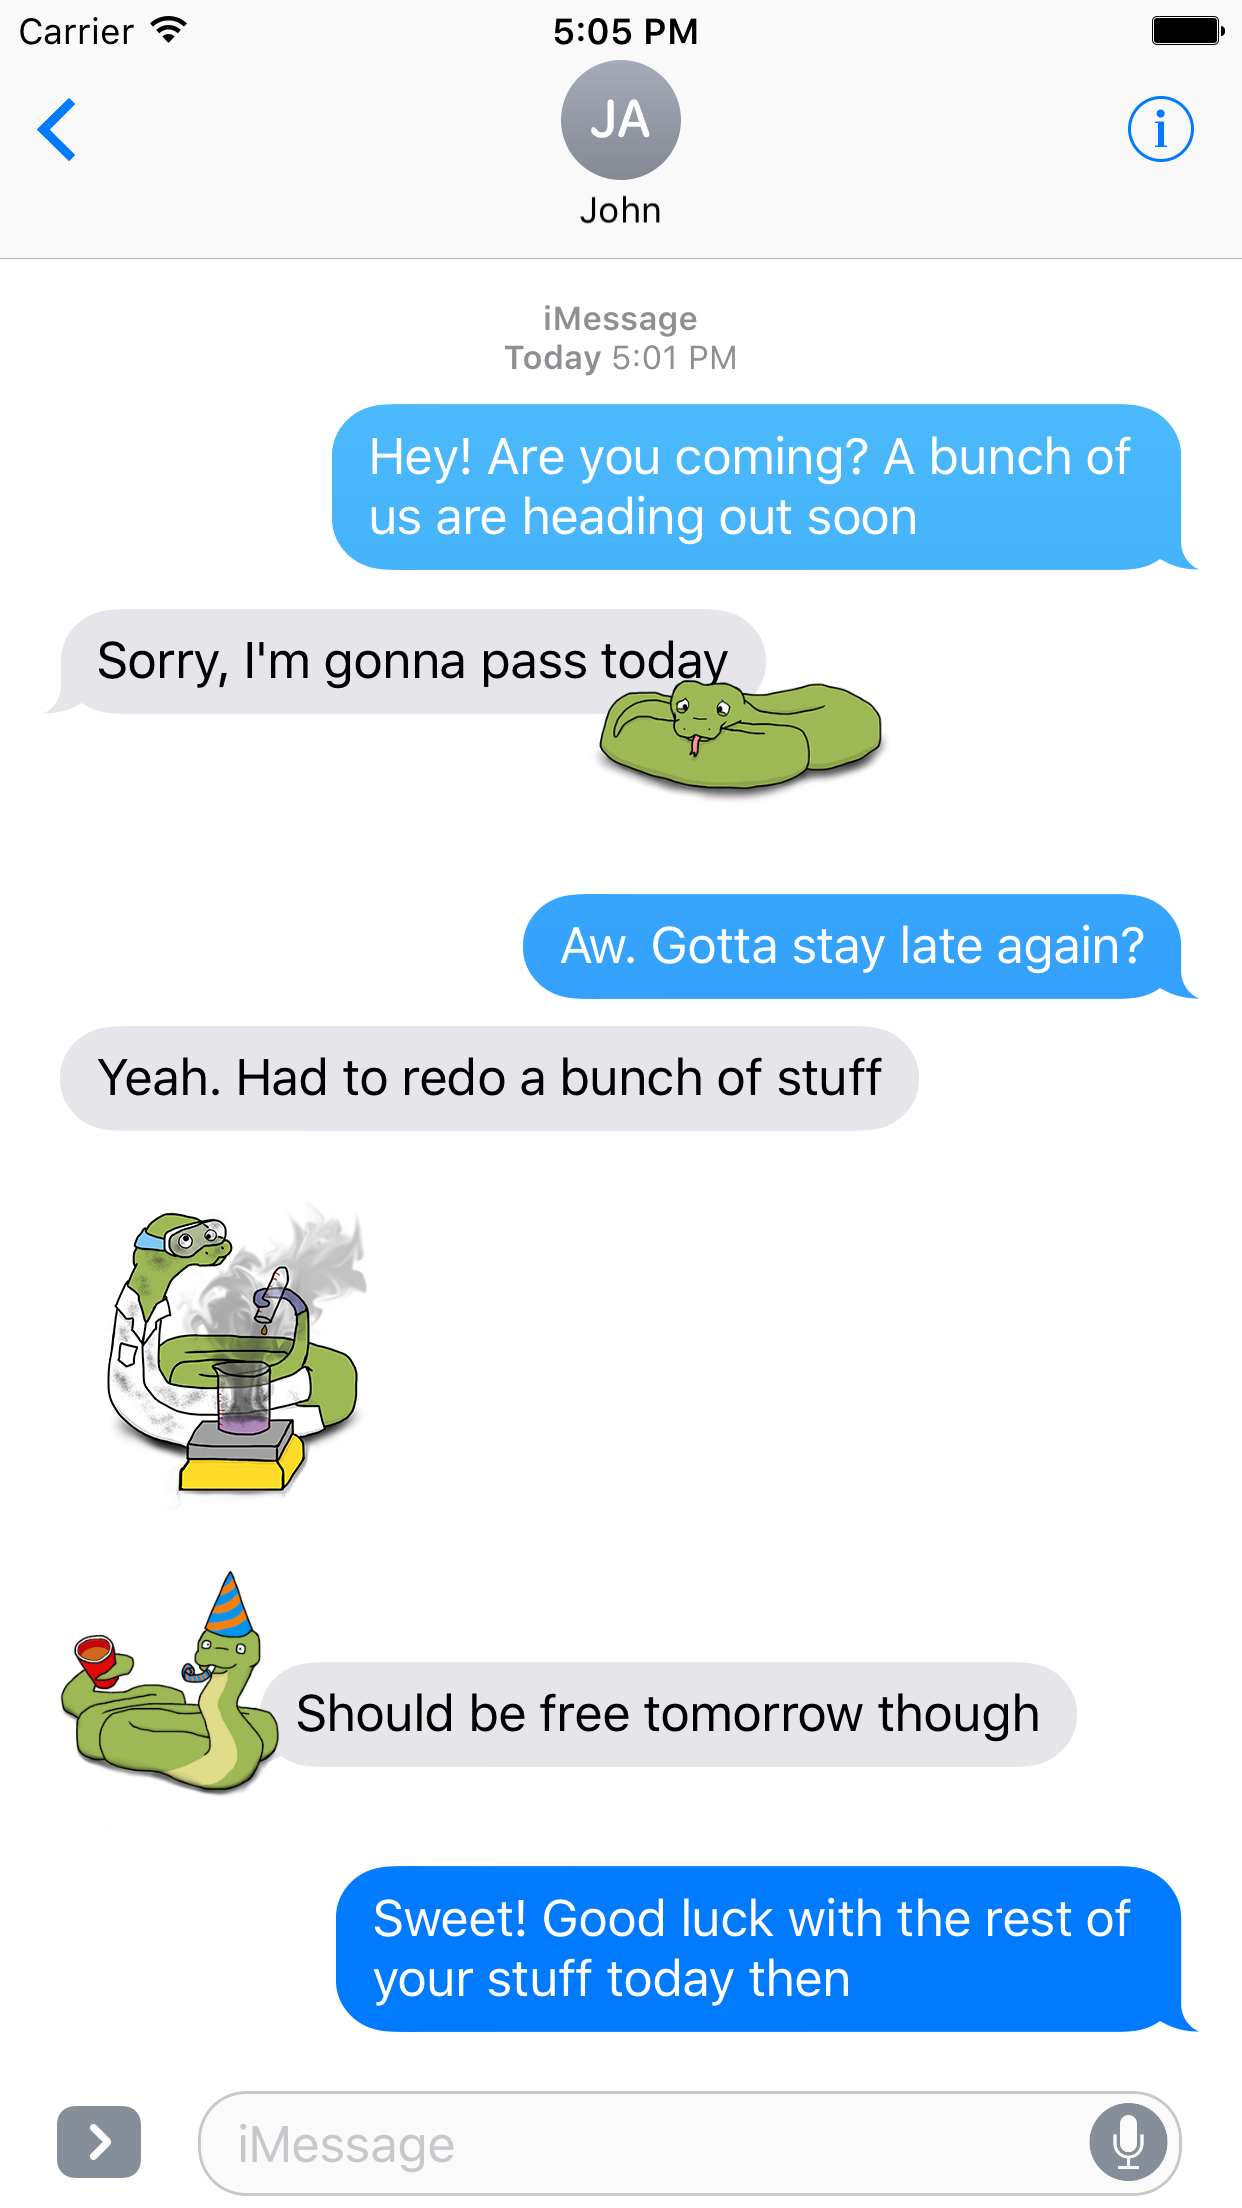 Carrier 5:05 PM
JA
John
iMessage
Today 5:01 PM
Hey! Are you coming? A bunch of
us are heading out soon
Sorry, I'm gonna pass today
Aw. Gotta stay late again?
Yeah. Had to redo a bunch of stuff
Should be free tomorrow though
Sweet! Good luck with the rest of
your stuff today then
iMessage